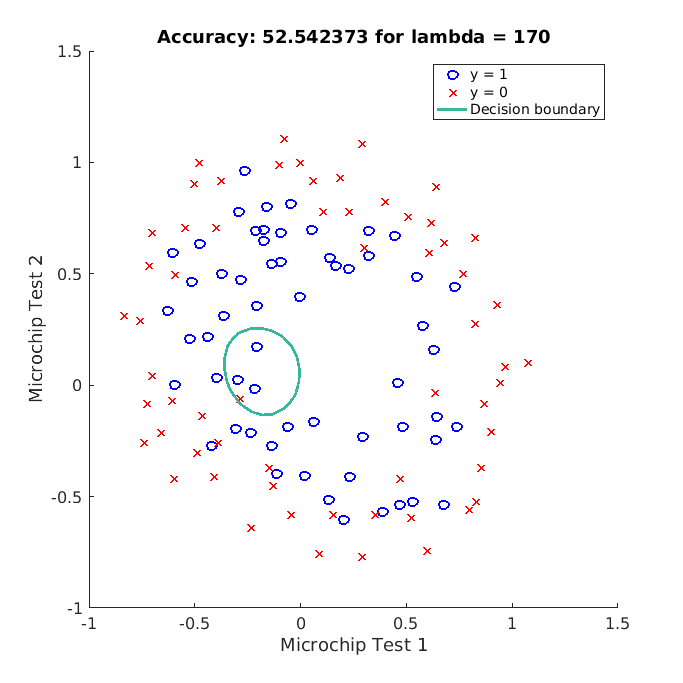 Accuracy: 52.542373 for lambda = 170
1.5
y = 1
y = 0
Decision boundary
1
0.5
0
-0.5
-1
Microchip Test 2
-1
-0.5
0
0.5
1
1.5
Microchip Test 1